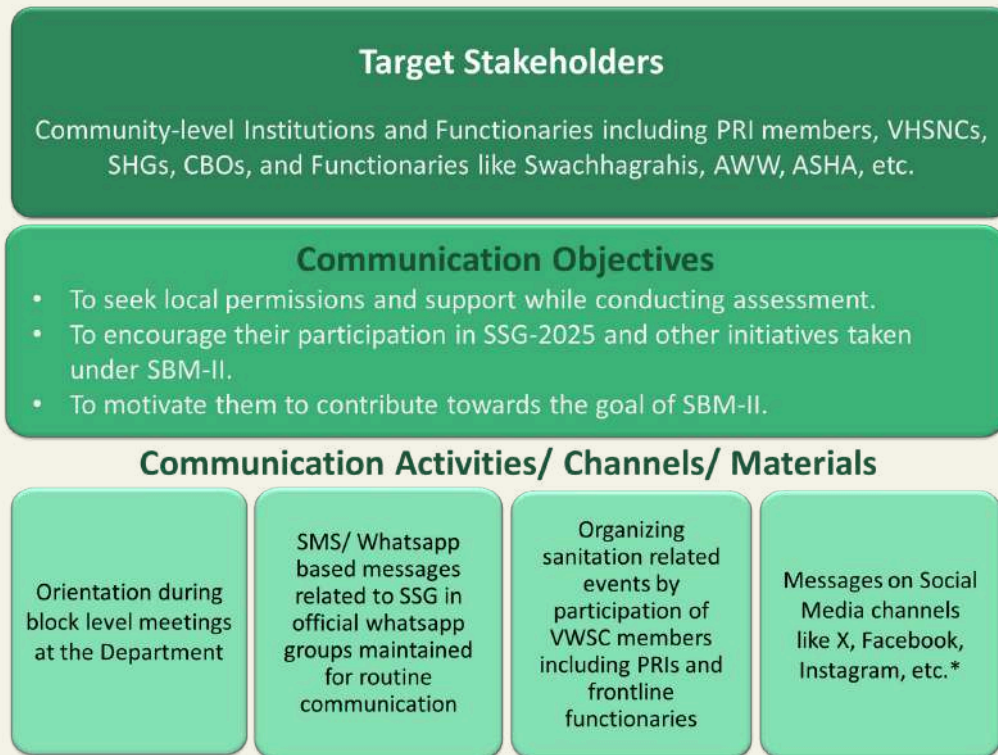 Target Stakeholders
Community-level Institutions and Functionaries including PRI members, VHSNCs,
SHGs, CBOs, and Functionaries like Swachhagrahis, AWW, ASHA, etc.
Communication Objectives
• To seek local permissions and support while conducting assessment.
• To encourage their participation in SSG-2025 and other initiatives taken
under SBM-II.
• To motivate them to contribute towards the goal of SBM-II.
Communication Activities/ Channels/ Materials
Orientation during
block level meetings
at the Department
SMS/ Whatsapp
based messages
related to SSG in
official whatsapp
groups maintained
for routine
communication
Organizing
sanitation related
events by
participation of
VWSC members
including PRIs and
frontline
functionaries
Messages on Social
Media channels
like X, Facebook,
Instagram, etc.*